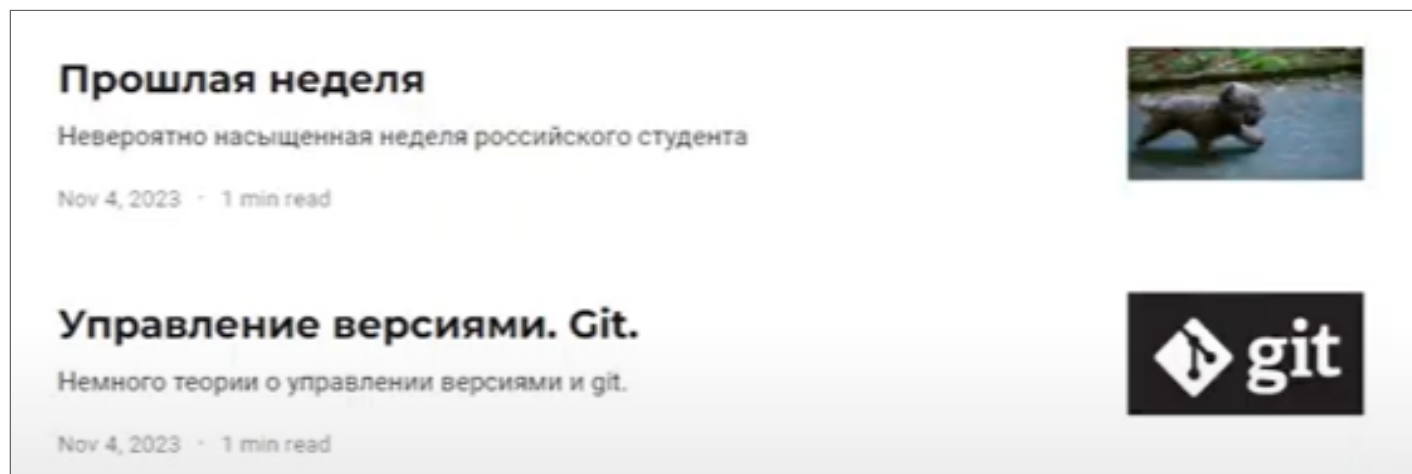 Прошлая неделя
Невероятно насыщенная неделя российского студента
Nov 4, 2023 · 1 min read
Управление версиями. Git.
git
Немного теории о управлении версиями и git.
Nov 4, 2023 · 1 min read